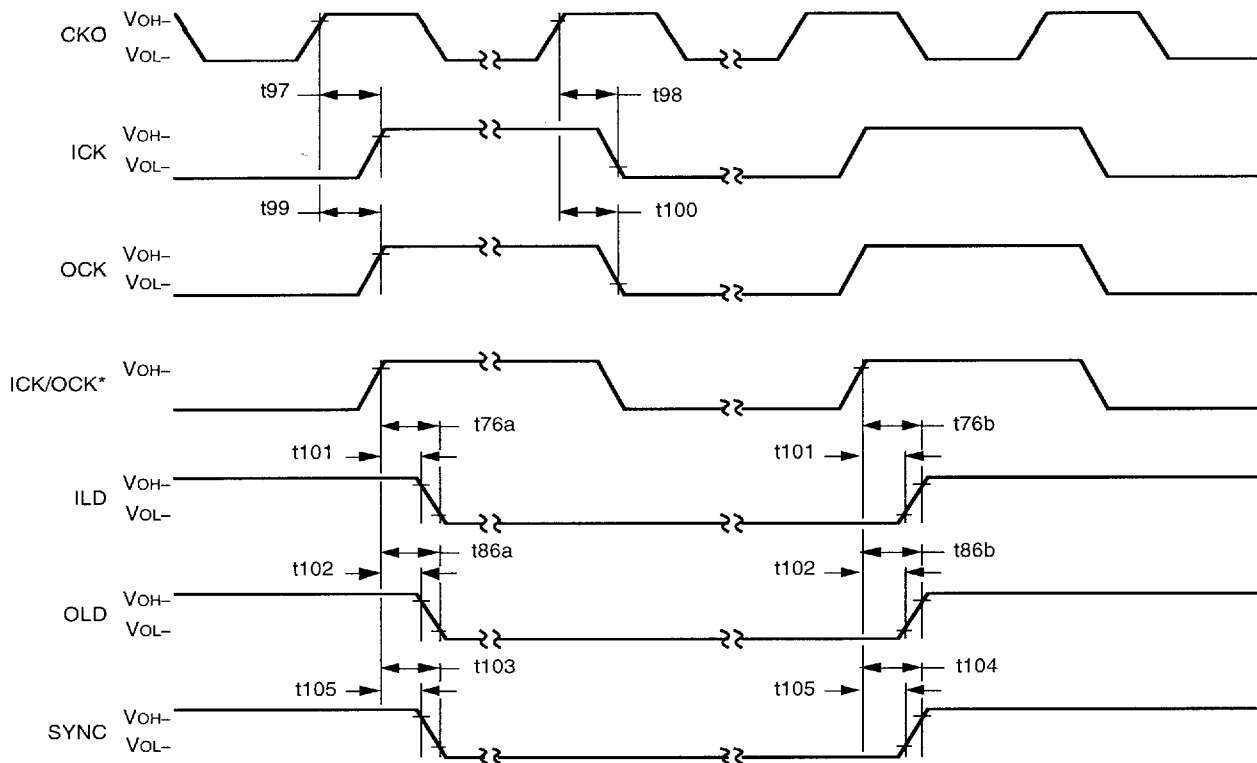 CKO VOH–
VOL–
t97 t98
ICK VOH–
VOL–
t99 t100
OCK VOH–
VOL–
ICK/OCK* VOH–
t76a t76b
t101 t101
ILD VOH–
VOL–
t86a t86b
t102 t102
OLD VOH–
VOL–
t103 t104
t105 t105
SYNC VOH–
VOL–